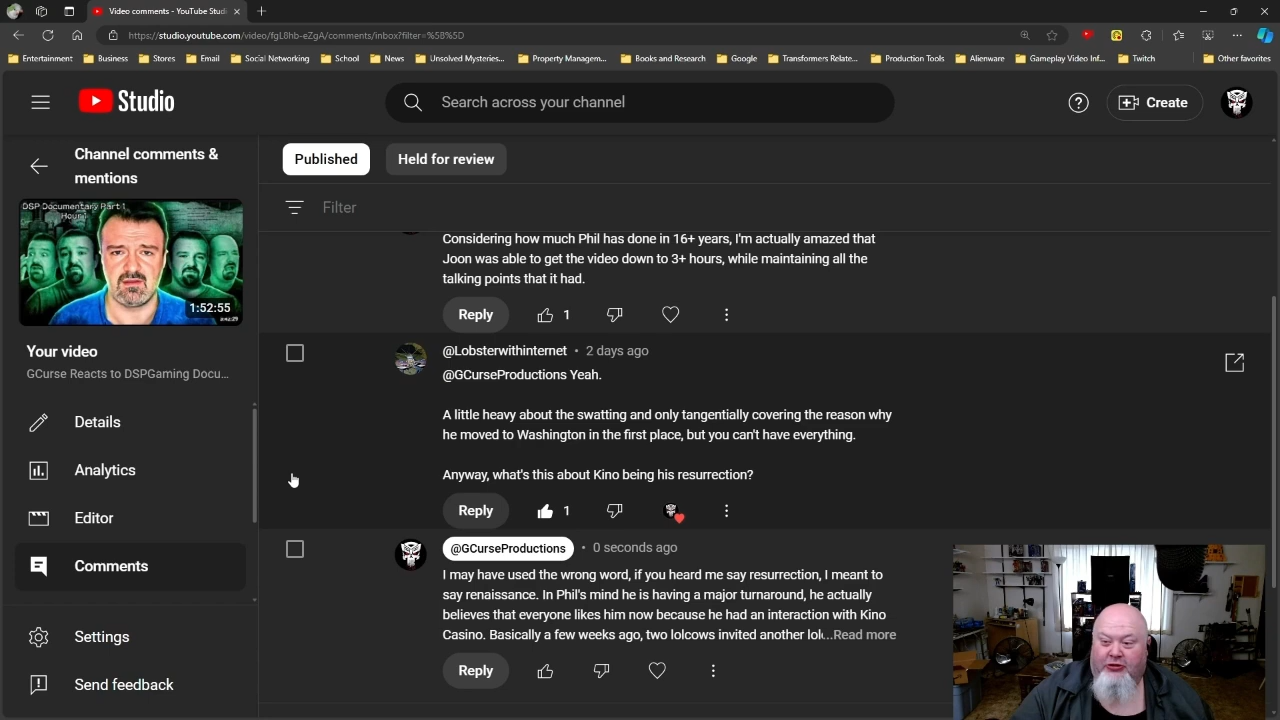 Video comments - YouTube Studi
https://studio.youtube.com/video/fgL8hb-eZgA/comments/inbox?filter=%5B%5D
Entertainment
Business
Stores
Email
Social Networking
School
News
Unsolved Mysteries...
Property Managem...
Books and Research
Google
Transformers Relate...
Production Tools
Alienware
Gameplay Video Inf...
Twitch
Other favorites
Studio
Search across your channel
Create
Channel comments &
mentions
DSP Documentary Part 1
Hour 1
1:52:55
3:42:29
Your video
GCurse Reacts to DSPGaming Docu...
Details
Analytics
Editor
Comments
Settings
Send feedback
Published
Held for review
Filter
Considering how much Phil has done in 16+ years, I'm actually amazed that
Joon was able to get the video down to 3+ hours, while maintaining all the
talking points that it had.
Reply
1
@Lobsterwithinternet • 2 days ago
@GCurseProductions Yeah.
A little heavy about the swatting and only tangentially covering the reason why
he moved to Washington in the first place, but you can't have everything.
Anyway, what's this about Kino being his resurrection?
Reply
1
@GCurseProductions • 0 seconds ago
I may have used the wrong word, if you heard me say resurrection, I meant to
say renaissance. In Phil's mind he is having a major turnaround, he actually
believes that everyone likes him now because he had an interaction with Kino
Casino. Basically a few weeks ago, two lolcows invited another lol...Read more
Reply